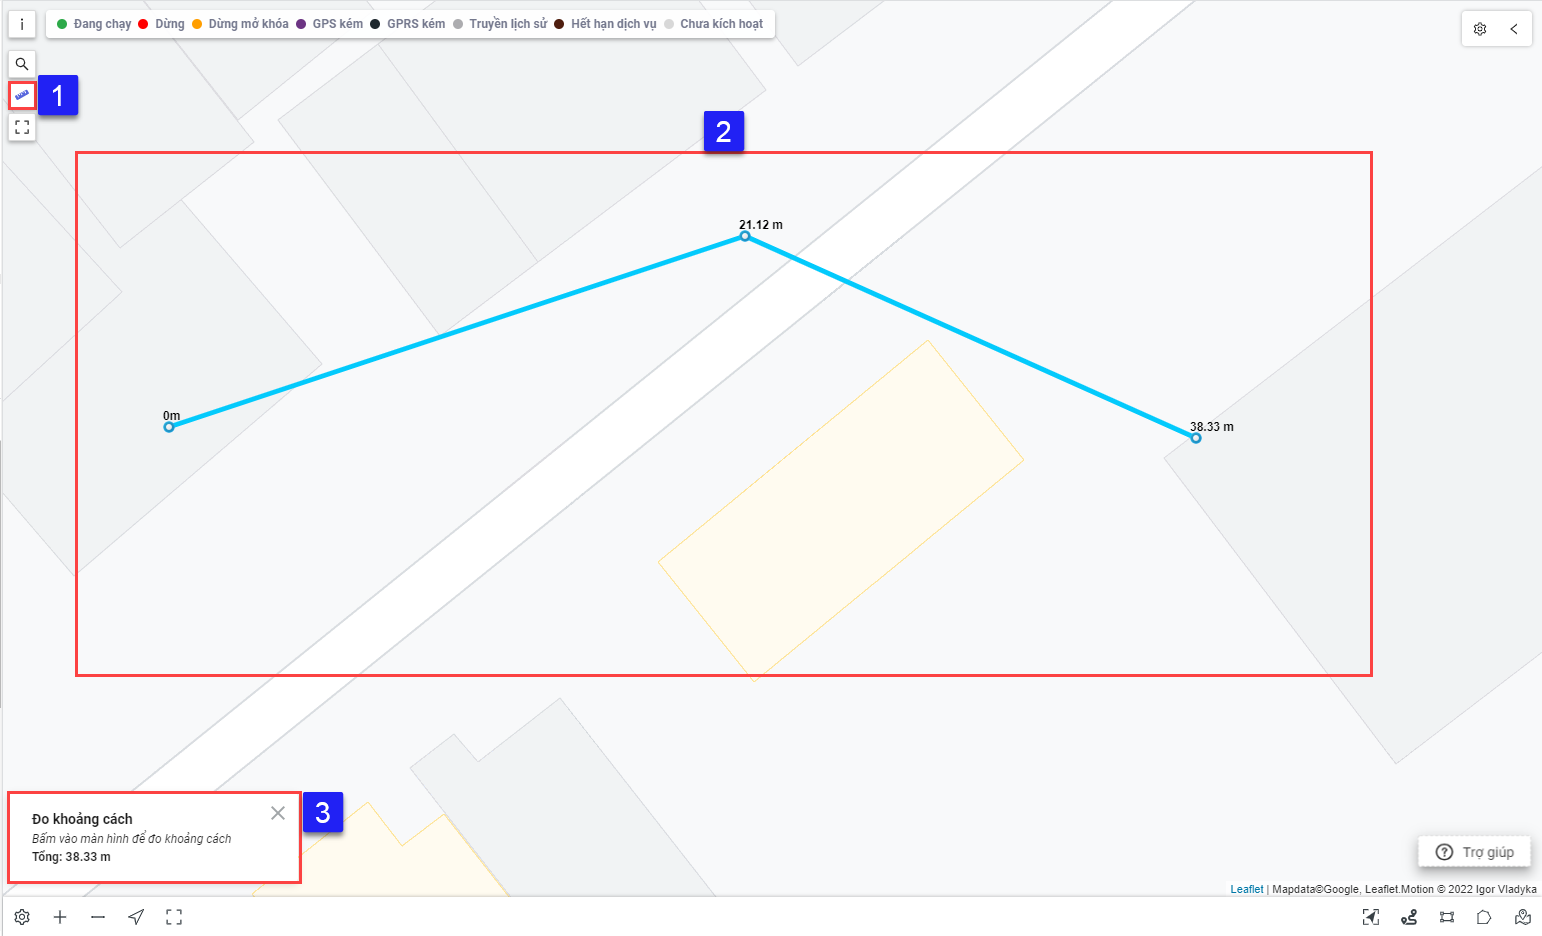 i
Đang chạy Dừng Dừng mở khóa GPS kém GPRS kém Truyền lịch sử Hết hạn dịch vụ Chưa kích hoạt
1
2
21.12 m
0m
38.33 m
3
Đo khoảng cách
Bấm vào màn hình để đo khoảng cách
Tổng: 38.33 m
Trợ giúp
Leaflet | Mapdata©Google, Leaflet.Motion © 2022 Igor Vladyka